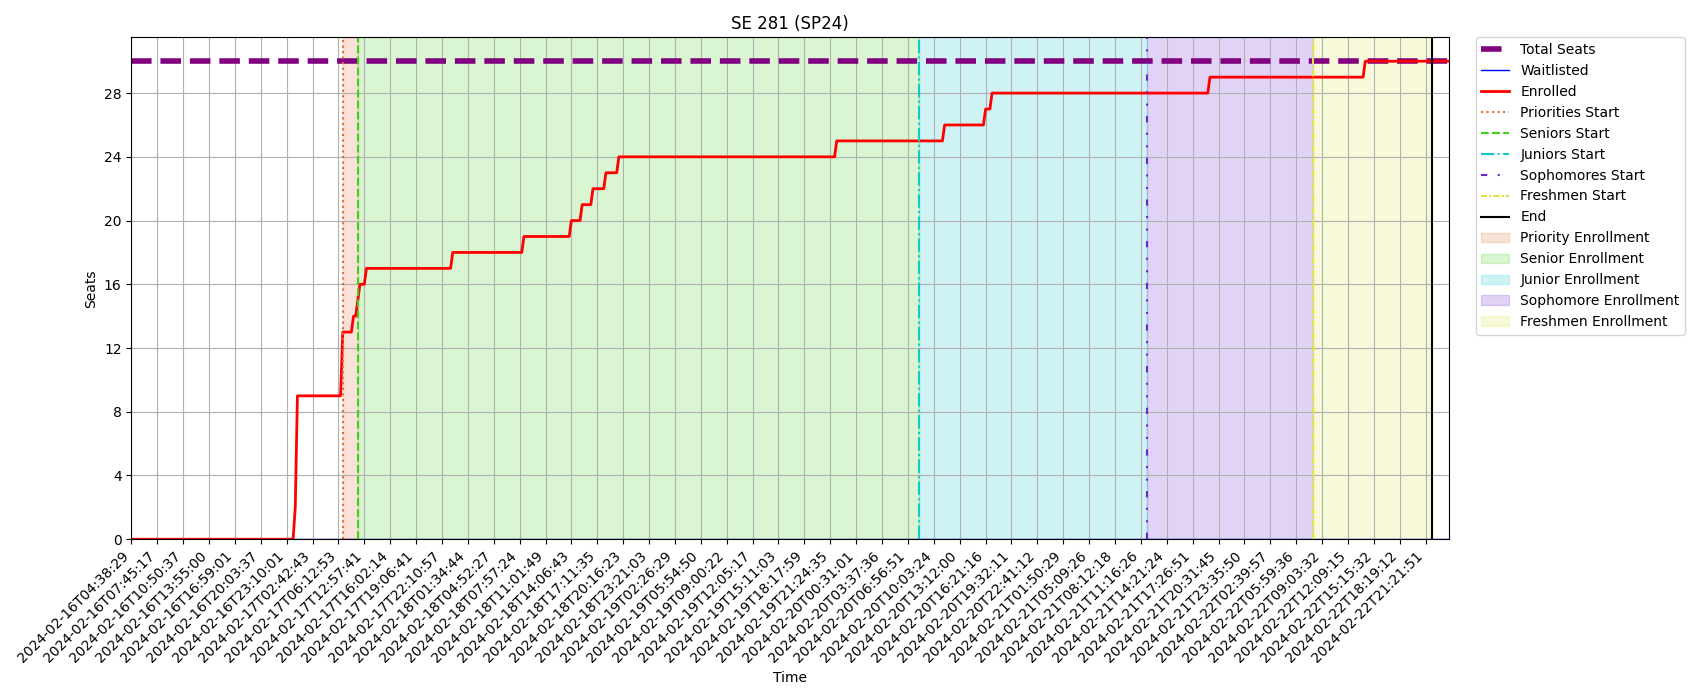 SE 281 (SP24)
Seats
28
24
20
16
12
8
4
0
2024-02-16T04:38:29
2024-02-16T07:45:17
2024-02-16T10:50:37
2024-02-16T13:55:00
2024-02-16T16:59:01
2024-02-16T20:03:37
2024-02-16T23:10:01
2024-02-17T02:42:43
2024-02-17T06:12:53
2024-02-17T12:57:41
2024-02-17T16:02:14
2024-02-17T19:06:41
2024-02-17T22:10:57
2024-02-18T01:34:44
2024-02-18T04:52:27
2024-02-18T07:57:24
2024-02-18T11:01:49
2024-02-18T14:06:43
2024-02-18T17:11:35
2024-02-18T20:16:23
2024-02-18T23:21:03
2024-02-19T02:26:29
2024-02-19T05:54:50
2024-02-19T09:00:22
2024-02-19T12:05:17
2024-02-19T15:11:03
2024-02-19T18:17:59
2024-02-19T21:24:35
2024-02-20T00:31:01
2024-02-20T03:37:36
2024-02-20T06:56:51
2024-02-20T10:03:24
2024-02-20T13:12:00
2024-02-20T16:21:16
2024-02-20T19:32:11
2024-02-20T22:41:12
2024-02-21T01:50:29
2024-02-21T05:09:26
2024-02-21T08:12:18
2024-02-21T11:16:26
2024-02-21T14:21:24
2024-02-21T17:26:51
2024-02-21T20:31:45
2024-02-21T23:35:50
2024-02-22T02:39:57
2024-02-22T05:59:36
2024-02-22T09:03:32
2024-02-22T12:09:15
2024-02-22T15:15:32
2024-02-22T18:19:12
2024-02-22T21:21:51
Time
Total Seats
Waitlisted
Enrolled
Priorities Start
Seniors Start
Juniors Start
Sophomores Start
Freshmen Start
End
Priority Enrollment
Senior Enrollment
Junior Enrollment
Sophomore Enrollment
Freshmen Enrollment